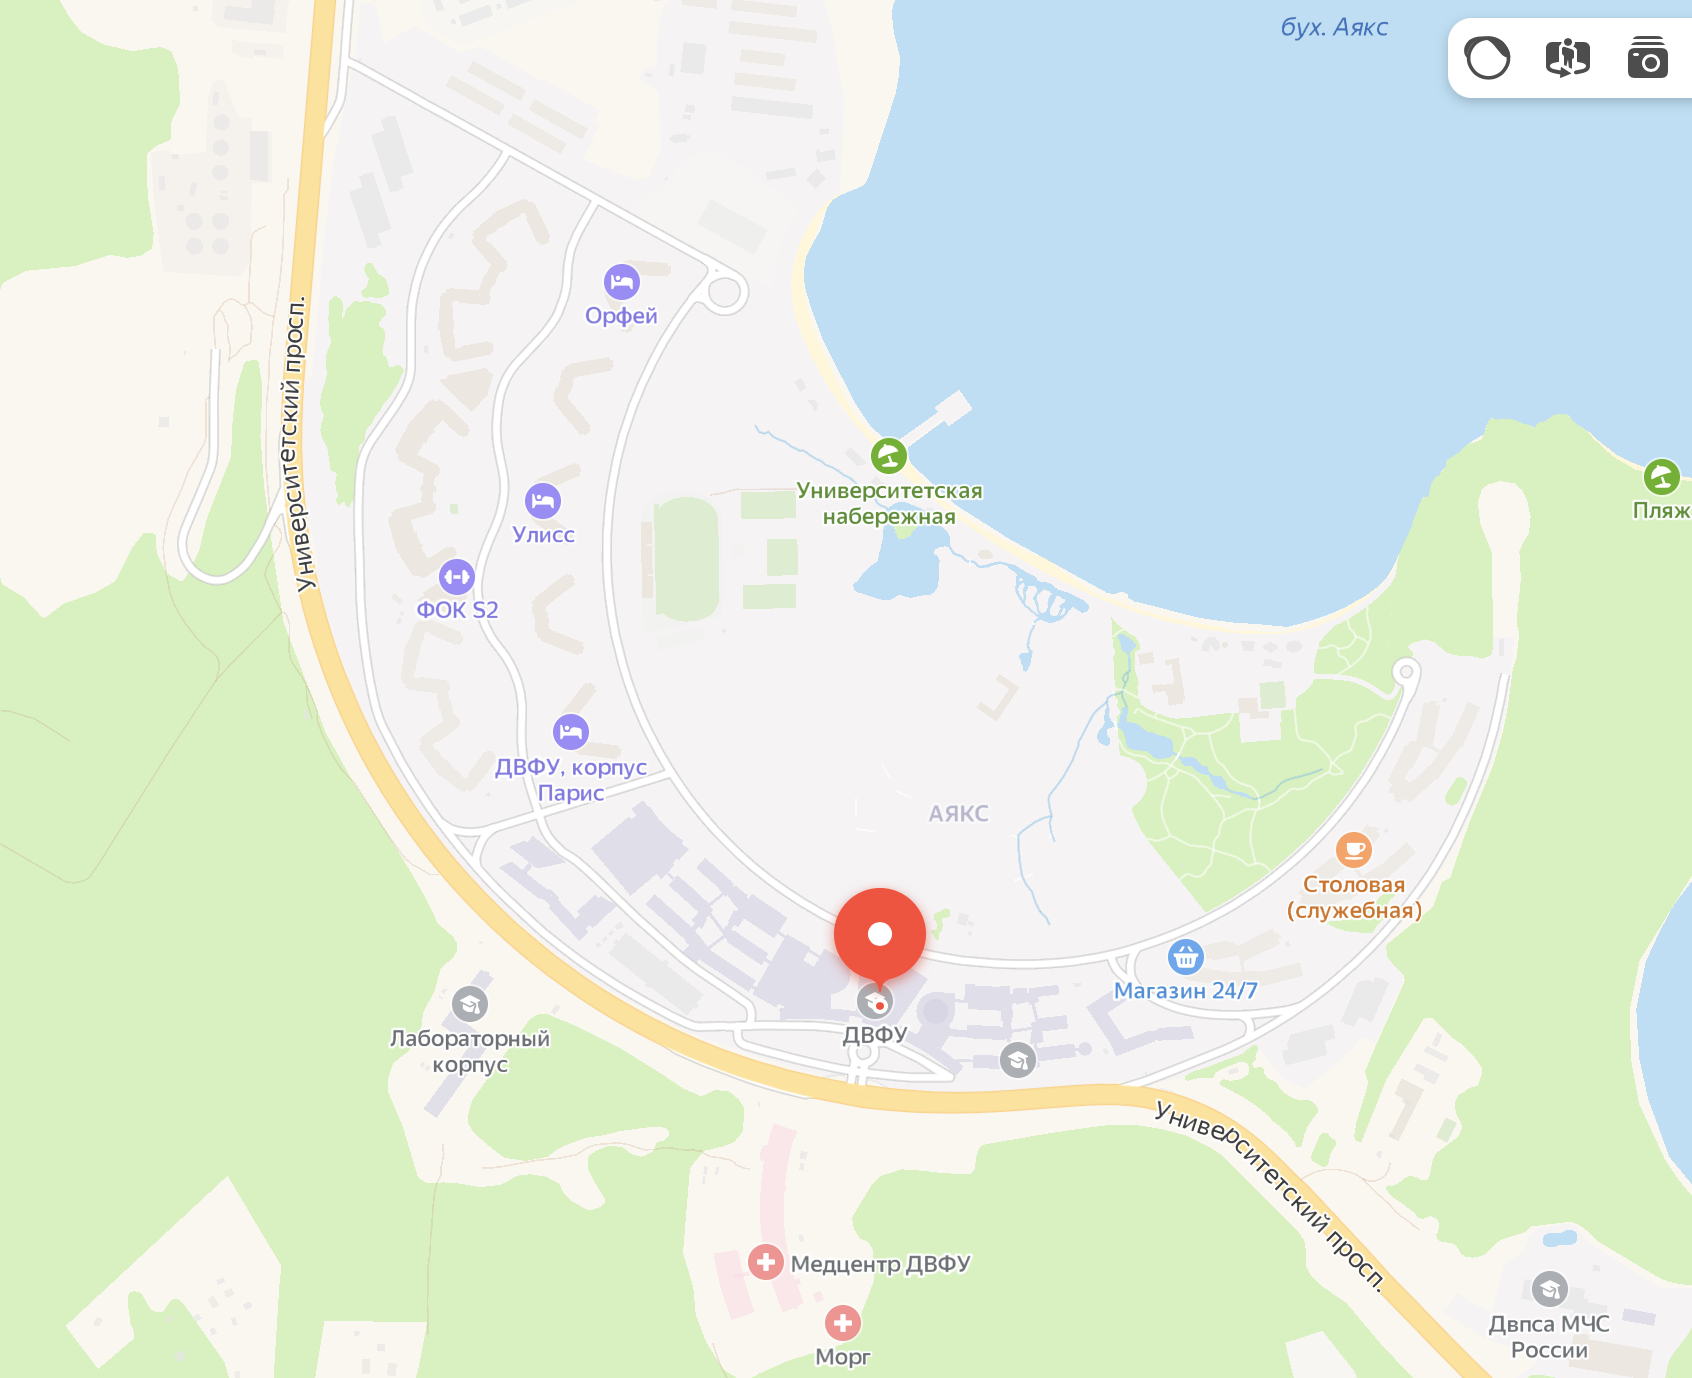 бух. Аякс
Университетский просп.
Орфей
Университетская
набережная
Пляж
Улисс
ФОК S2
ДВФУ, корпус
Парис
АЯКС
Столовая
(служебная)
Магазин 24/7
Лабораторный
корпус
ДВФУ
Университетский просп.
Медцентр ДВФУ
Морг
Двпса МЧС
России